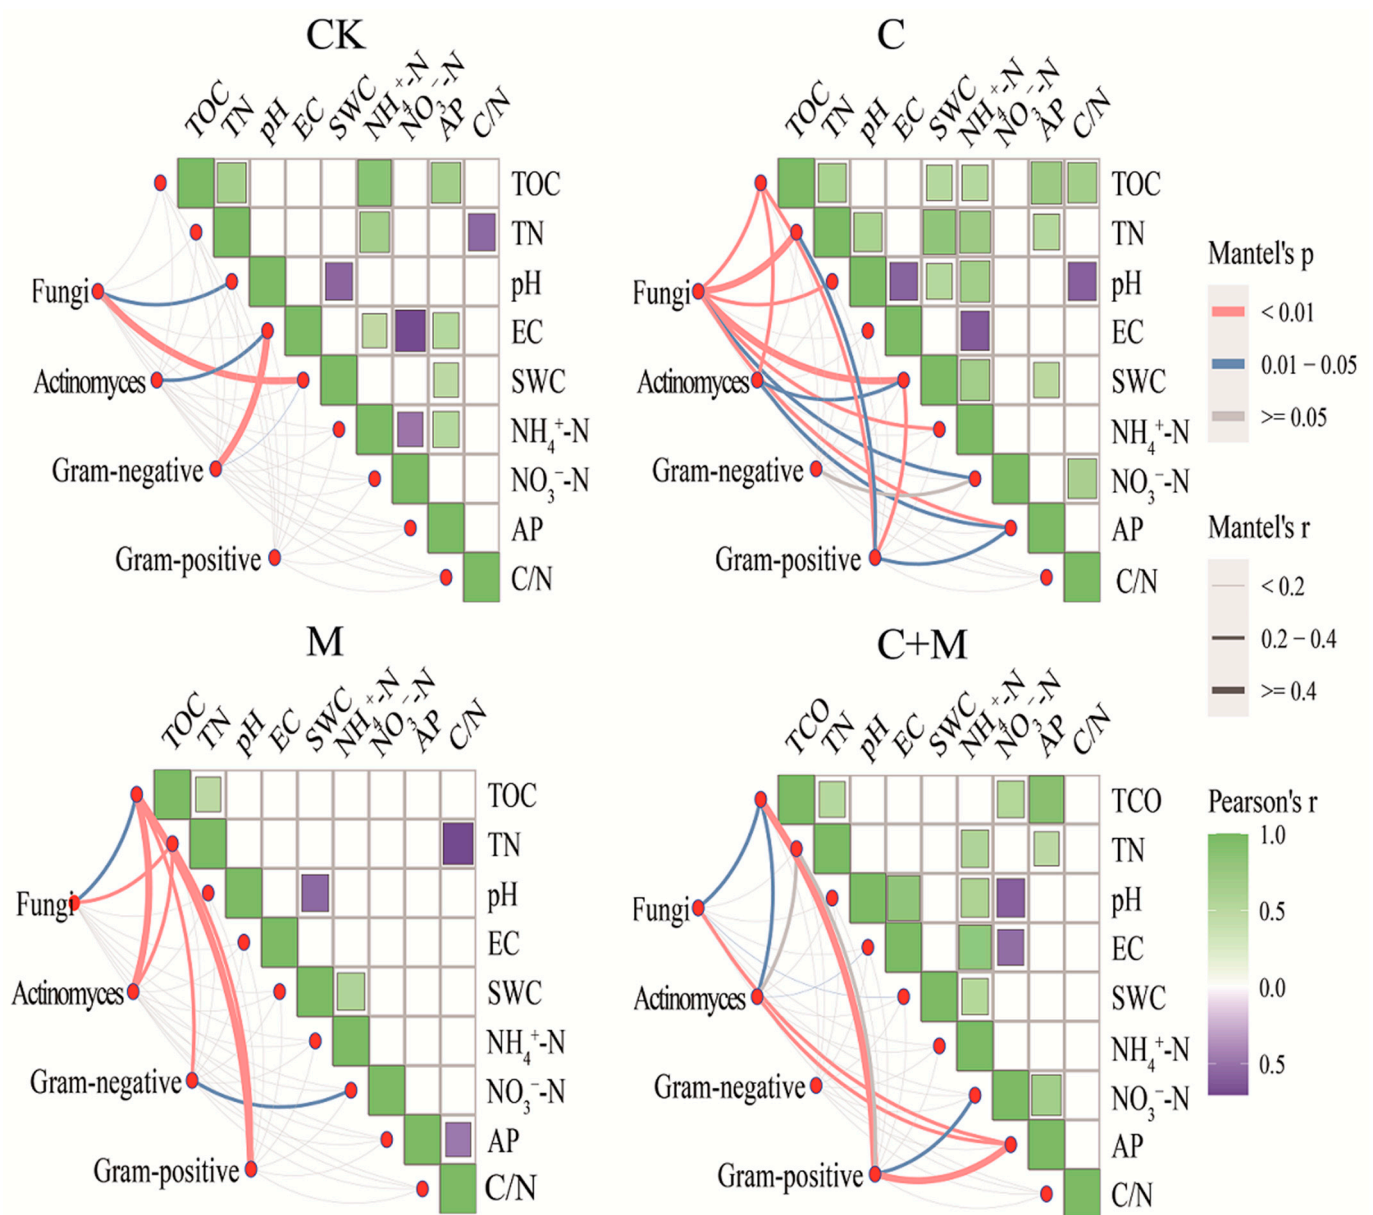 CK
TOC TN pH EC SWC NH₄⁺-N NO₃⁻-N AP C/N
TOC
TN
pH
EC
SWC
NH₄⁺-N
NO₃⁻-N
AP
C/N
Fungi
Actinomyces
Gram-negative
Gram-positive
C
TOC TN pH EC SWC NH₄⁺-N NO₃⁻-N AP C/N
TOC
TN
pH
EC
SWC
NH₄⁺-N
NO₃⁻-N
AP
C/N
Fungi
Actinomyces
Gram-negative
Gram-positive
M
TOC TN pH EC SWC NH₄⁺-N NO₃⁻-N AP C/N
TOC
TN
pH
EC
SWC
NH₄⁺-N
NO₃⁻-N
AP
C/N
Fungi
Actinomyces
Gram-negative
Gram-positive
C+M
TCO TN pH EC SWC NH₄⁺-N NO₃⁻-N AP C/N
TCO
TN
pH
EC
SWC
NH₄⁺-N
NO₃⁻-N
AP
C/N
Fungi
Actinomyces
Gram-negative
Gram-positive
Mantel's p
< 0.01
0.01 – 0.05
>= 0.05
Mantel's r
< 0.2
0.2 – 0.4
>= 0.4
Pearson's r
1.0
0.5
0.0
0.5